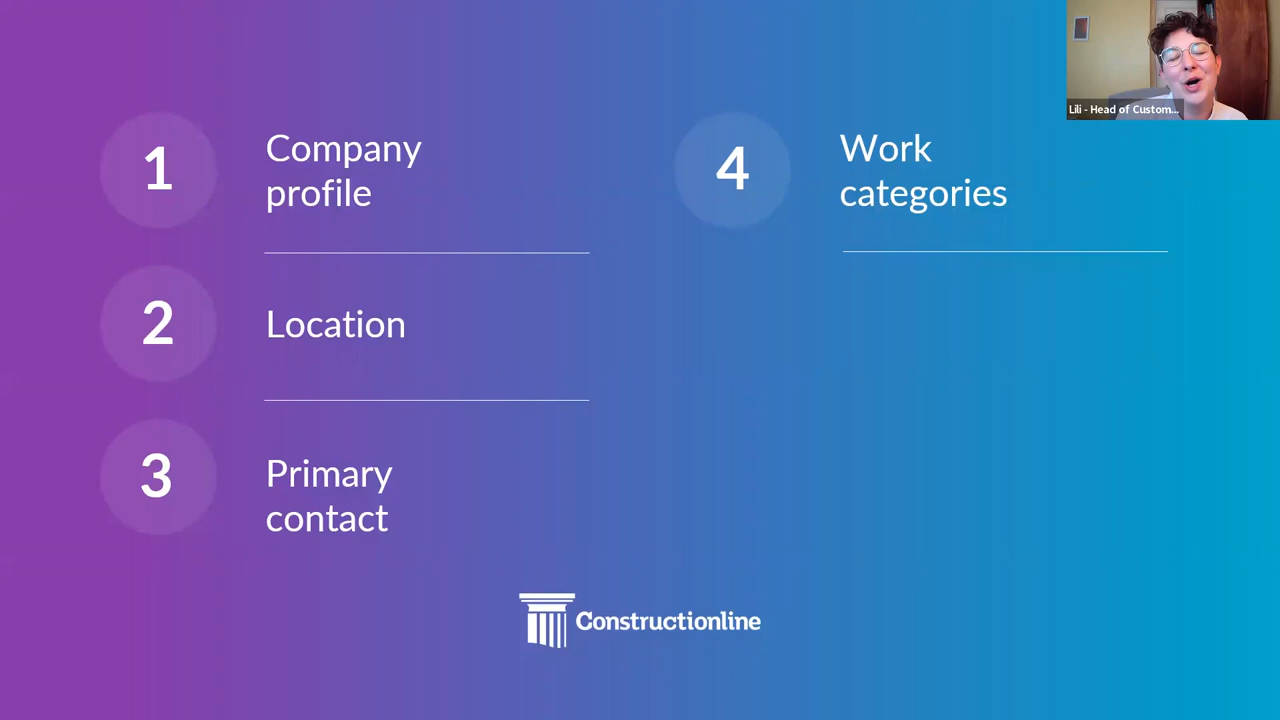 1
Company
profile
2
Location
3
Primary
contact
4
Work
categories
Lili - Head of Custom...
Constructionline